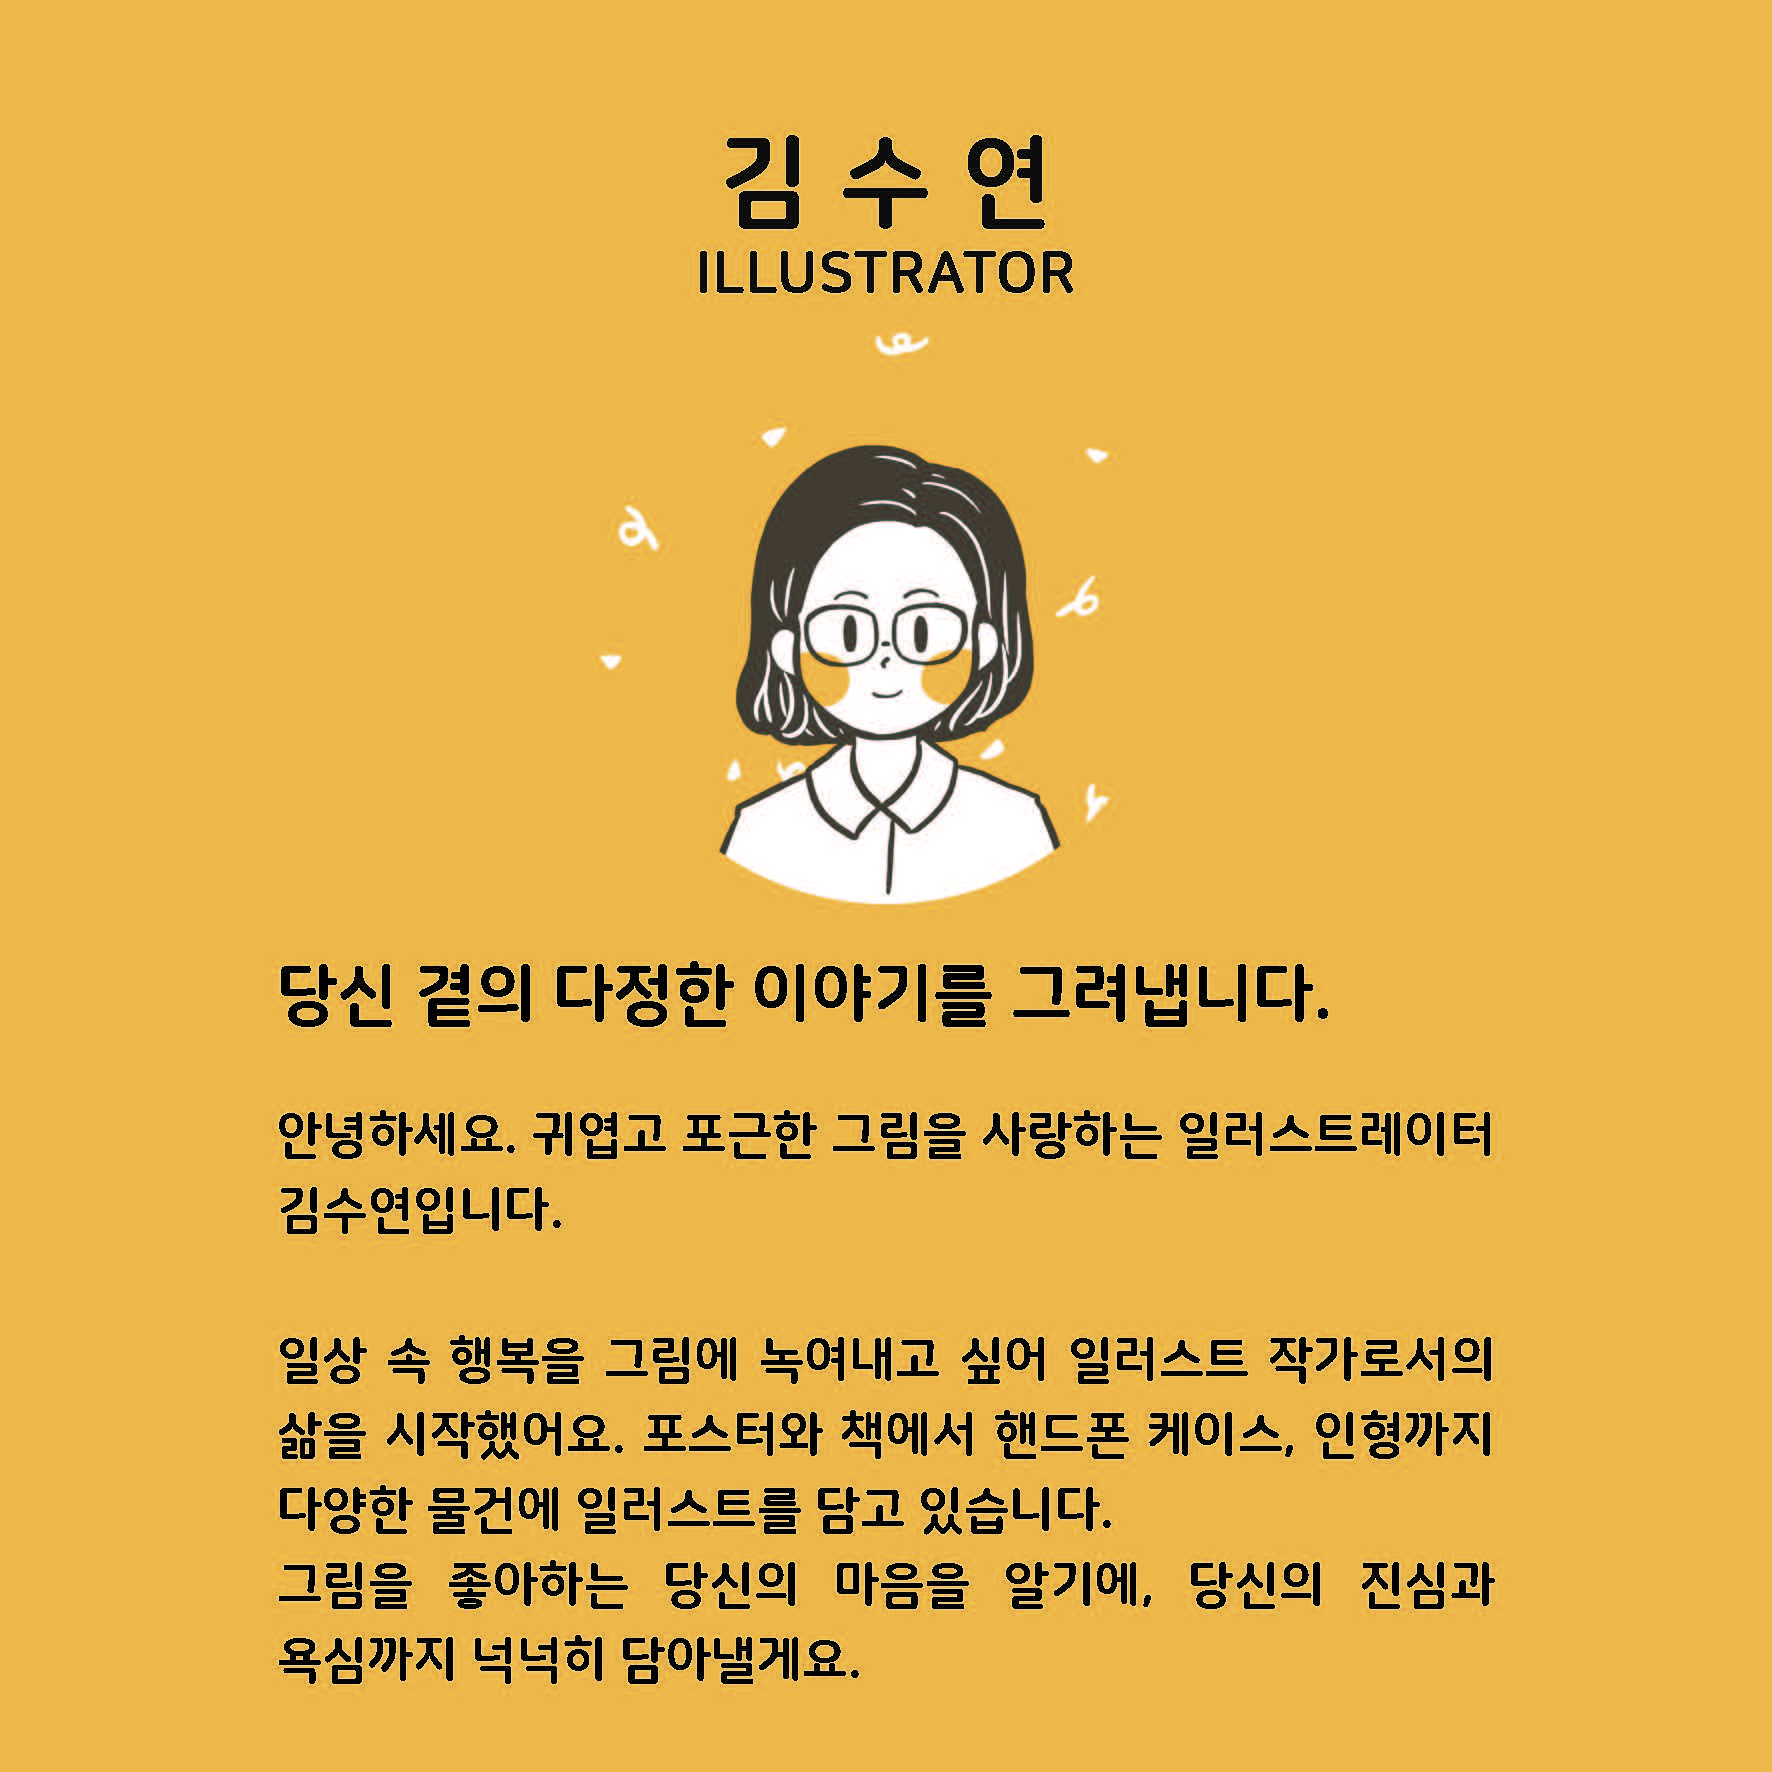 김 수 연
ILLUSTRATOR
당신 곁의 다정한 이야기를 그려냅니다.
안녕하세요. 귀엽고 포근한 그림을 사랑하는 일러스트레이터
김수연입니다.
일상 속 행복을 그림에 녹여내고 싶어 일러스트 작가로서의
삶을 시작했어요. 포스터와 책에서 핸드폰 케이스, 인형까지
다양한 물건에 일러스트를 담고 있습니다.
그림을 좋아하는 당신의 마음을 알기에, 당신의 진심과
욕심까지 넉넉히 담아낼게요.